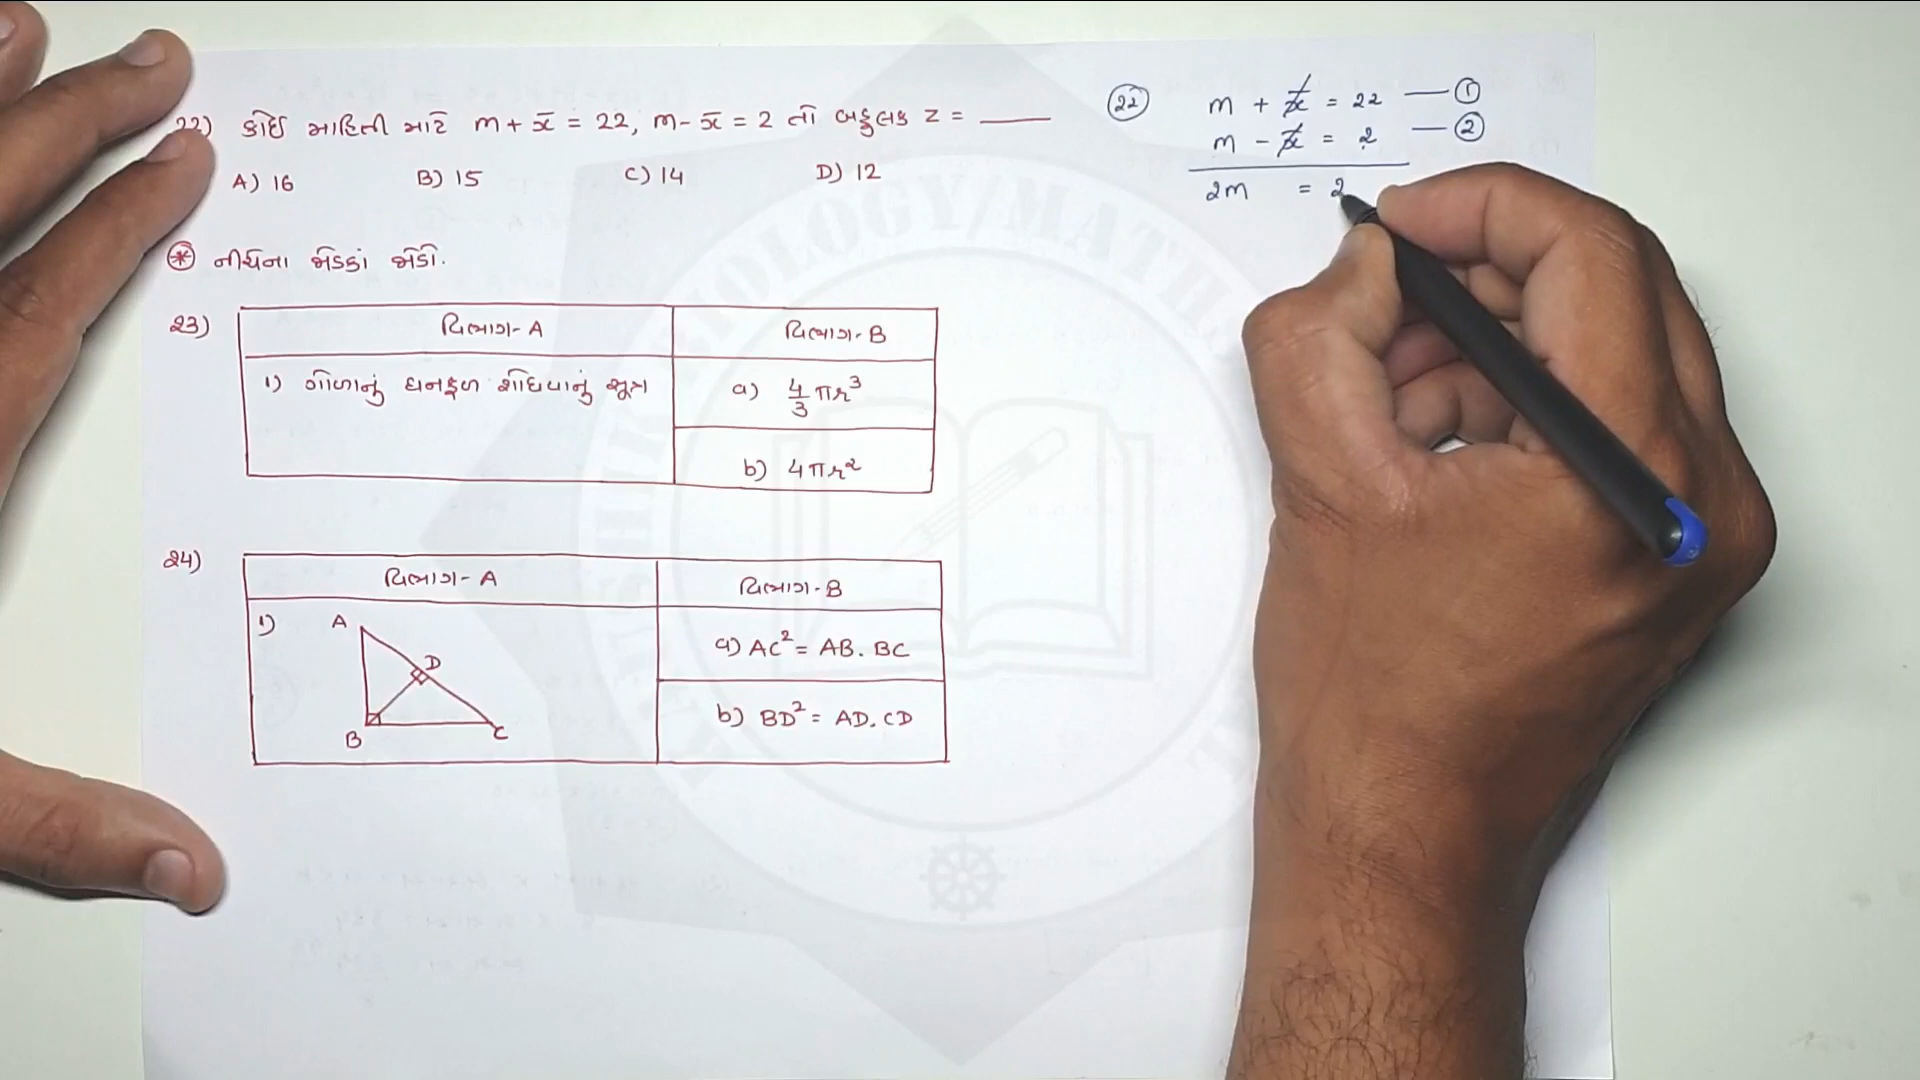 22) કોઈ માહિતી માટે m + x̄ = 22, m - x̄ = 2 તો બહુલક Z = ____
A) 16 B) 15 C) 14 D) 12
* નીચેના જોડકાં જોડો.
23)
વિભાગ - A વિભાગ - B
1) ગોળાનું ઘનફળ શોધવાનું સૂત્ર a) 4/3 πr³
b) 4πr²
24)
વિભાગ - A વિભાગ - B
1) A D B C
a) AC² = AB . BC
b) BD² = AD . CD
22
m + x̄ = 22 — 1
m - x̄ = 2 — 2
2m = 2